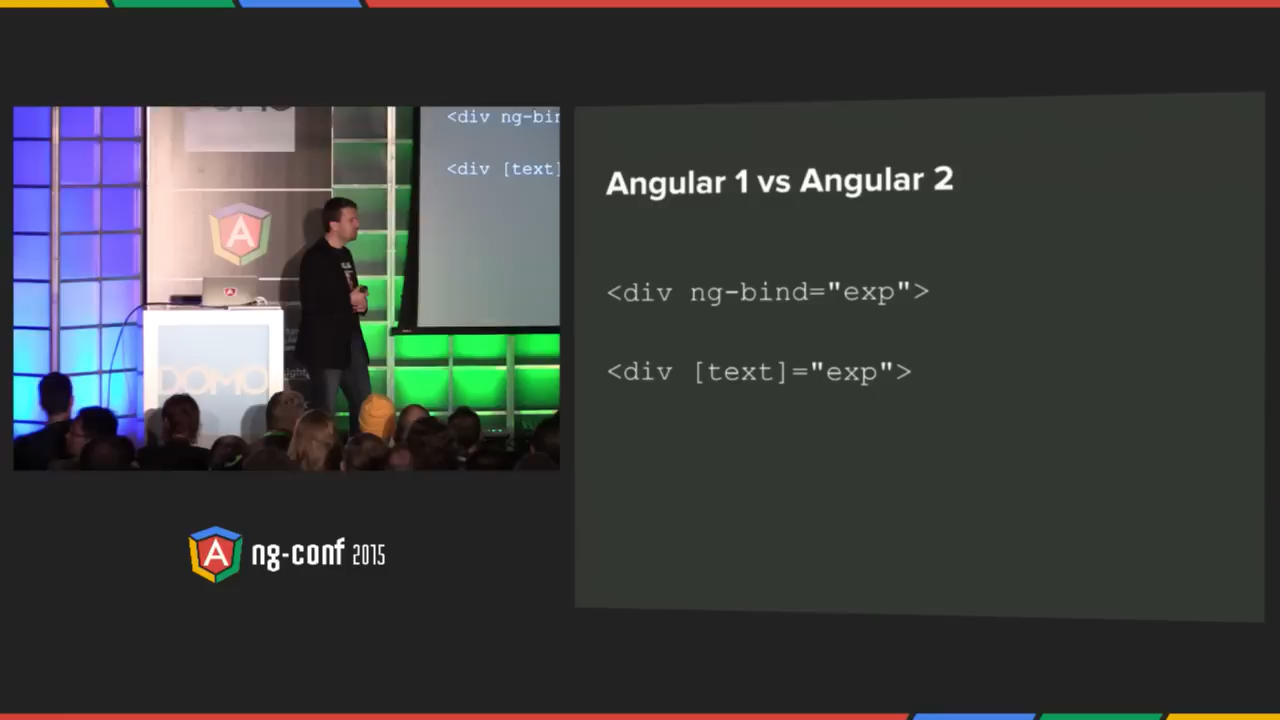 <div ng-bin
<div [text]
A
DOMO
ng-conf 2015
Angular 1 vs Angular 2
<div ng-bind="exp">
<div [text]="exp">